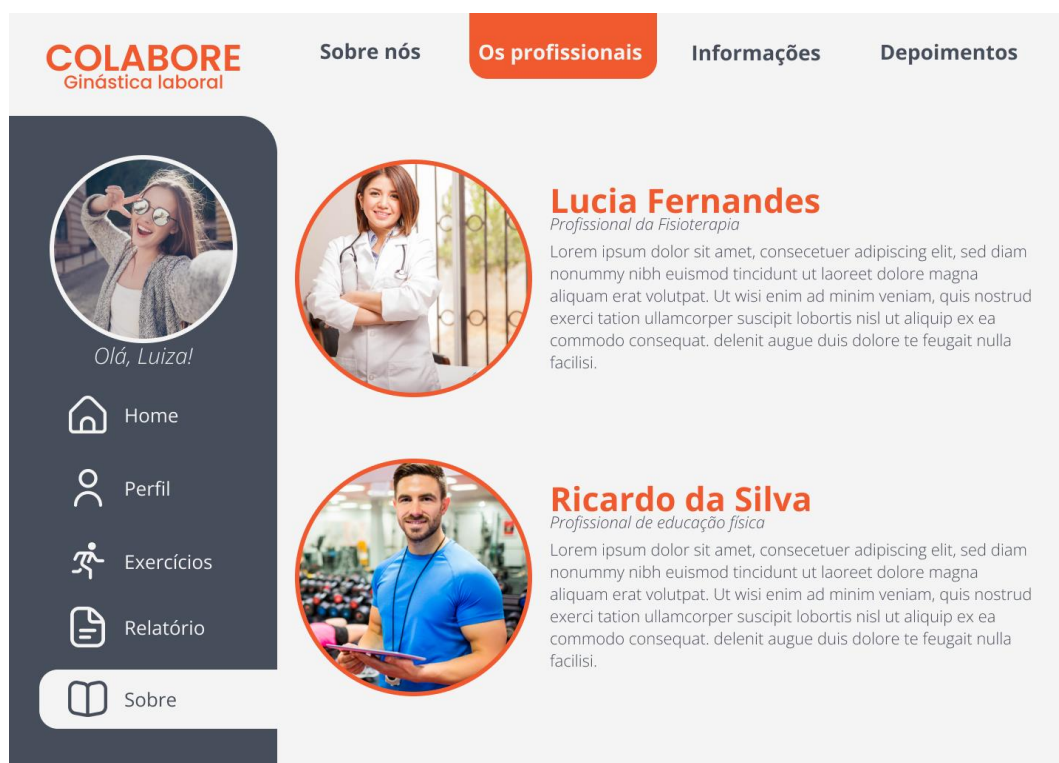 COLABORE
Ginástica laboral
Sobre nós
Os profissionais
Informações
Depoimentos
Olá, Luiza!
Home
Perfil
Exercícios
Relatório
Sobre
Lucia Fernandes
Profissional da Fisioterapia
Lorem ipsum dolor sit amet, consecetuer adipiscing elit, sed diam
nonummy nibh euismod tincidunt ut laoreet dolore magna
aliquam erat volutpat. Ut wisi enim ad minim veniam, quis nostrud
exerci tation ullamcorper suscipit lobortis nisl ut aliquip ex ea
commodo consequat. delenit augue duis dolore te feugait nulla
facilisi.
Ricardo da Silva
Profissional de educação física
Lorem ipsum dolor sit amet, consecetuer adipiscing elit, sed diam
nonummy nibh euismod tincidunt ut laoreet dolore magna
aliquam erat volutpat. Ut wisi enim ad minim veniam, quis nostrud
exerci tation ullamcorper suscipit lobortis nisl ut aliquip ex ea
commodo consequat. delenit augue duis dolore te feugait nulla
facilisi.